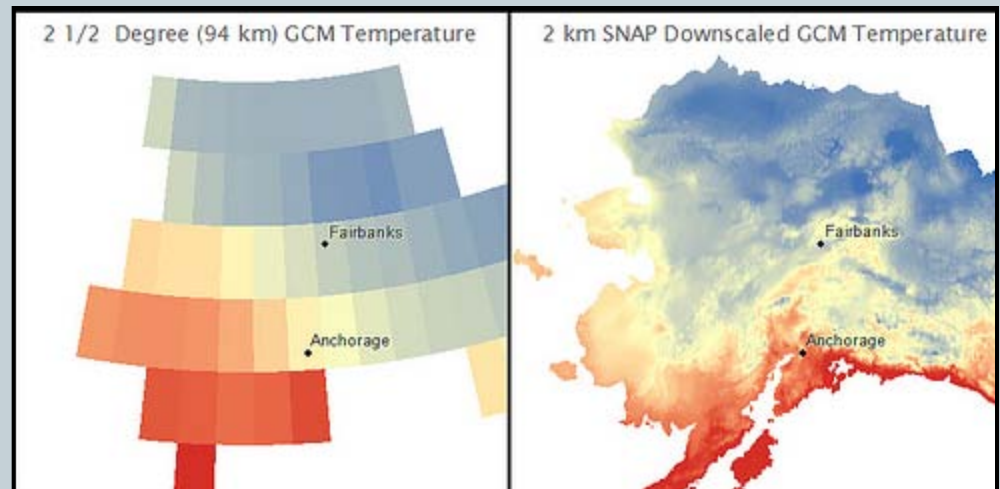 2 1/2 Degree (94 km) GCM Temperature
2 km SNAP Downscaled GCM Temperature
Fairbanks
Anchorage
Fairbanks
Anchorage